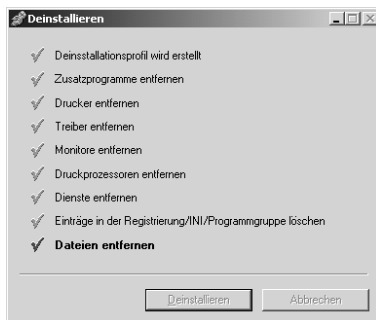 Deinstallieren
Deinsstallationsprofil wird erstellt
Zusatzprogramme entfernen
Drucker entfernen
Treiber entfernen
Monitore entfernen
Druckprozessoren entfernen
Dienste entfernen
Einträge in der Registrierung/INI/Programmgruppe löschen
Dateien entfernen
Deinstallieren
Abbrechen